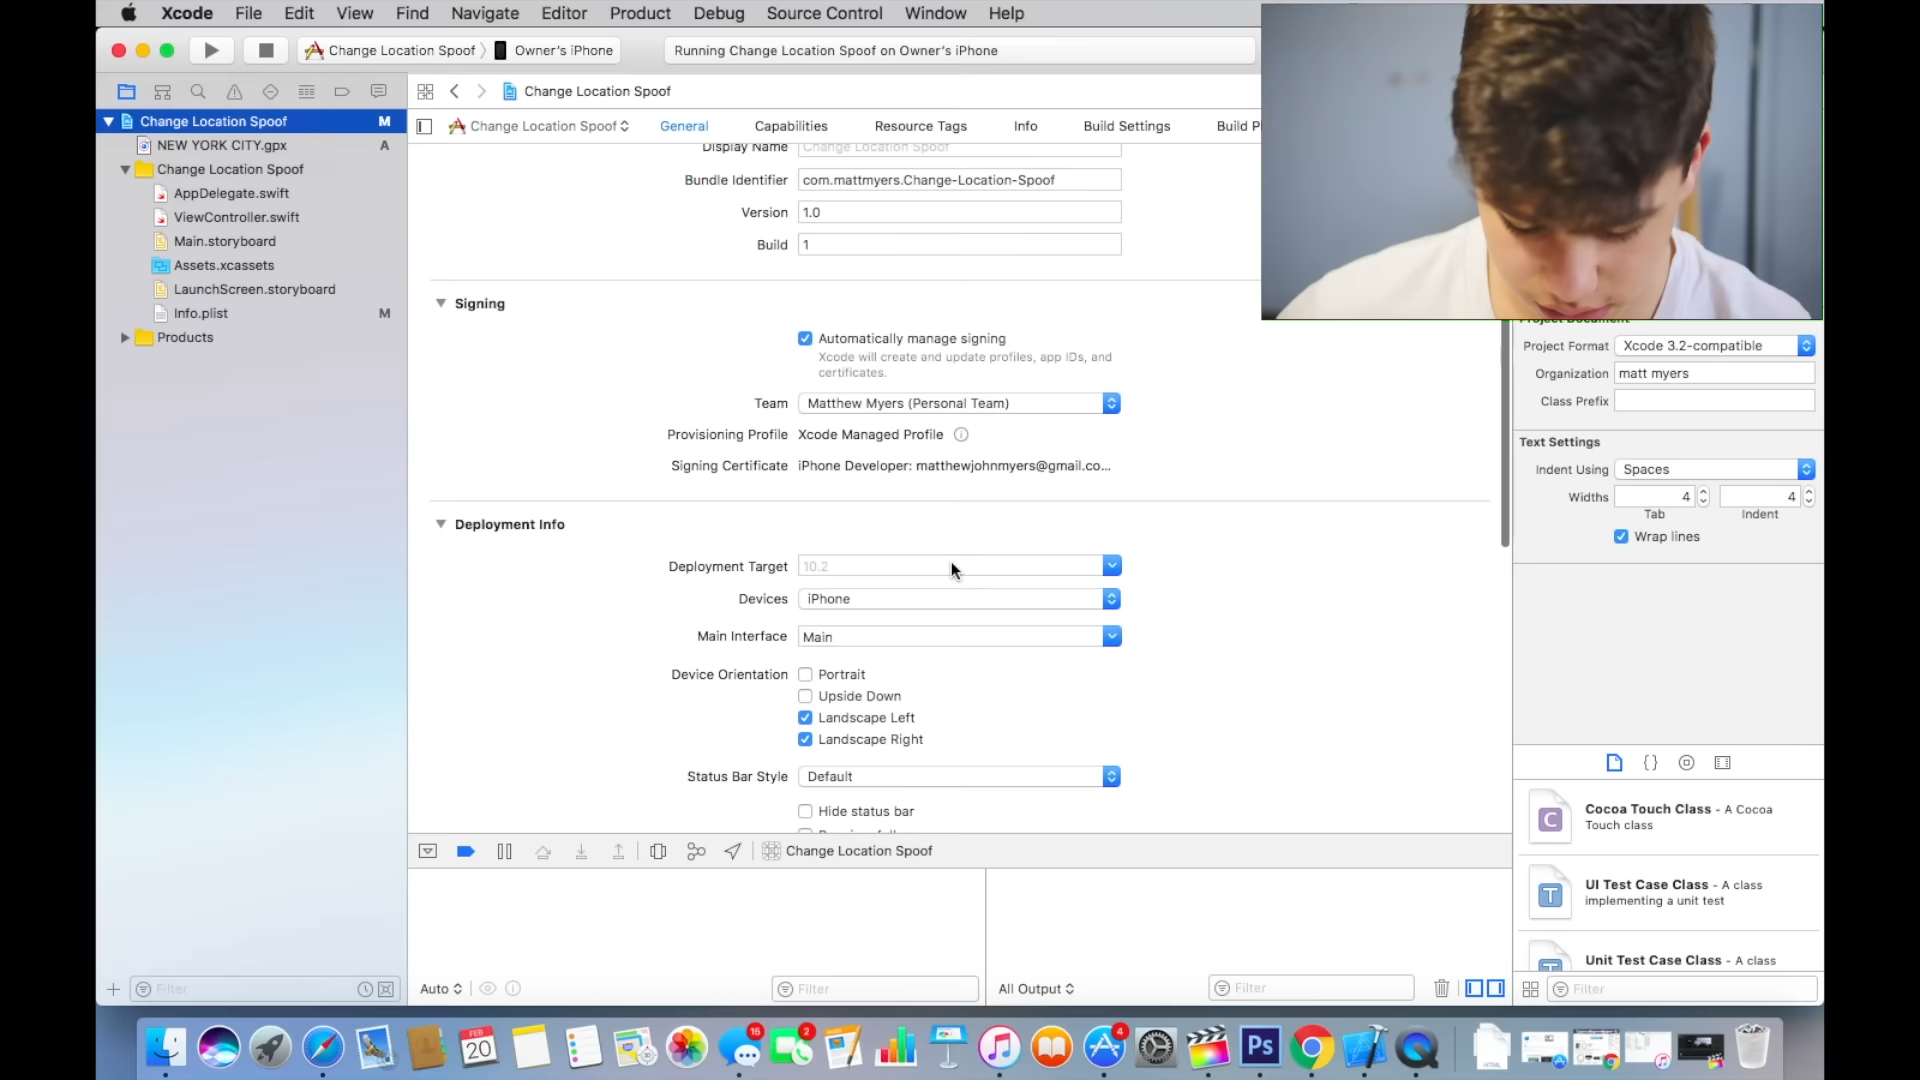 Xcode File Edit View Find Navigate Editor Product Debug Source Control Window Help
Change Location Spoof Owner's iPhone Running Change Location Spoof on Owner's iPhone
Change Location Spoof
Change Location Spoof M
NEW YORK CITY.gpx A
Change Location Spoof
AppDelegate.swift
ViewController.swift
Main.storyboard
Assets.xcassets
LaunchScreen.storyboard
Info.plist M
Products
Change Location Spoof General Capabilities Resource Tags Info Build Settings Build P
Display Name Change Location Spoof
Bundle Identifier com.mattmyers.Change-Location-Spoof
Version 1.0
Build 1
Signing
Automatically manage signing
Xcode will create and update profiles, app IDs, and
certificates.
Team Matthew Myers (Personal Team)
Provisioning Profile Xcode Managed Profile
Signing Certificate iPhone Developer: matthewjohnmyers@gmail.co...
Deployment Info
Deployment Target 10.2
Devices iPhone
Main Interface Main
Device Orientation Portrait
Upside Down
Landscape Left
Landscape Right
Status Bar Style Default
Hide status bar
Change Location Spoof
Auto Filter
All Output Filter
Filter
Project Document
Project Format Xcode 3.2-compatible
Organization matt myers
Class Prefix
Text Settings
Indent Using Spaces
Widths 4 4
Tab Indent
Wrap lines
{}
C Cocoa Touch Class - A Cocoa
Touch class
T UI Test Case Class - A class
implementing a unit test
Unit Test Case Class - A class
Filter
FEB
20
15
2
4
Ps
HTML